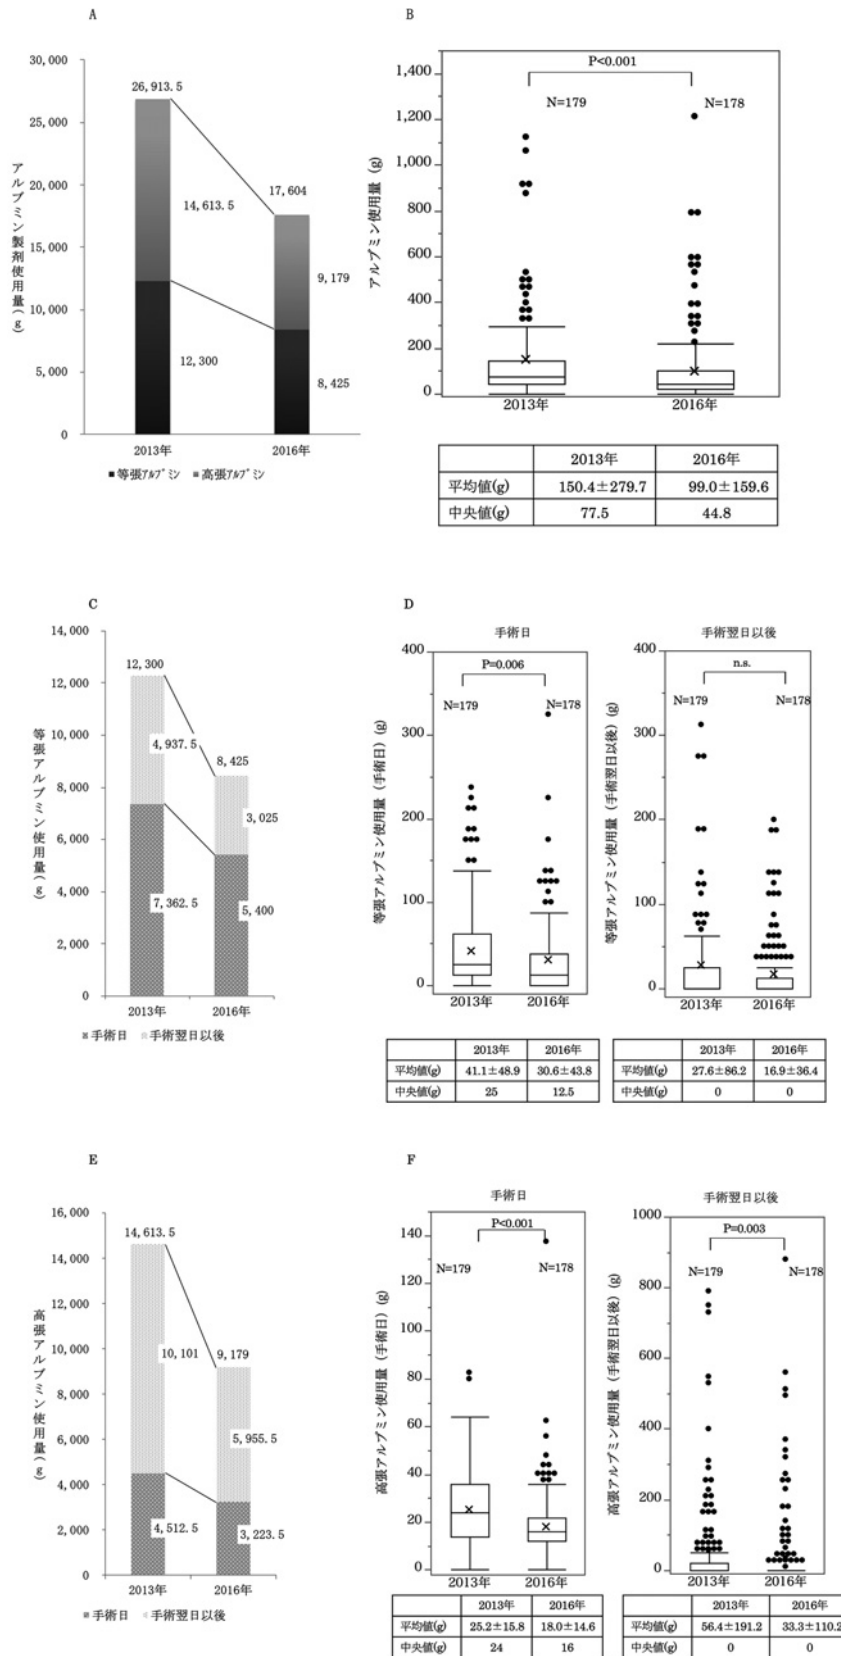 A
30,000
25,000
20,000
15,000
10,000
5,000
0
アルブミン製剤使用量(g)
26,913.5
14,613.5
12,300
17,604
9,179
8,425
2013年 2016年
■等張ｱﾙﾌﾞﾐﾝ ■高張ｱﾙﾌﾞﾐﾝ
B
1,400
1,200
1,000
800
600
400
200
0
アルブミン使用量 (g)
P<0.001
N=179 N=178
2013年 2016年
2013年 2016年
平均値(g) 150.4±279.7 99.0±159.6
中央値(g) 77.5 44.8
C
14,000
12,000
10,000
8,000
6,000
4,000
2,000
0
等張アルブミン使用量(g)
12,300
4,937.5
7,362.5
8,425
3,025
5,400
2013年 2016年
■手術日 手術翌日以後
D
手術日
400
300
200
100
0
等張アルブミン使用量（手術日）(g)
P=0.006
N=179 N=178
2013年 2016年
2013年 2016年
平均値(g) 41.1±48.9 30.6±43.8
中央値(g) 25 12.5
手術翌日以後
400
300
200
100
0
等張アルブミン使用量（手術翌日以後）(g)
n.s.
N=179 N=178
2013年 2016年
2013年 2016年
平均値(g) 27.6±86.2 16.9±36.4
中央値(g) 0 0
E
16,000
14,000
12,000
10,000
8,000
6,000
4,000
2,000
0
高張アルブミン使用量(g)
14,613.5
10,101
4,512.5
9,179
5,955.5
3,223.5
2013年 2016年
■手術日 手術翌日以後
F
手術日
140
120
100
80
60
40
20
0
高張アルブミン使用量（手術日）(g)
P<0.001
N=179 N=178
2013年 2016年
2013年 2016年
平均値(g) 25.2±15.8 18.0±14.6
中央値(g) 24 16
手術翌日以後
1000
800
600
400
200
0
高張アルブミン使用量（手術翌日以後）(g)
P=0.003
N=179 N=178
2013年 2016年
2013年 2016年
平均値(g) 56.4±191.2 33.3±110.2
中央値(g) 0 0